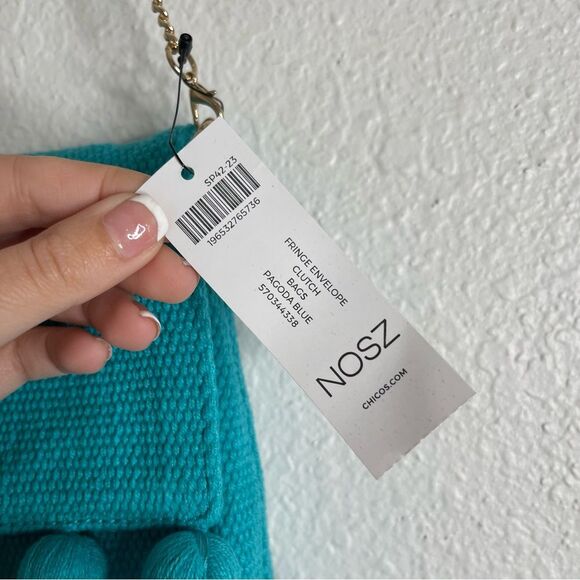 SP42-23
196532765736
FRINGE ENVELOPE
CLUTCH
BAGS
PAGODA BLUE
570344338
NOSZ
CHICOS.COM